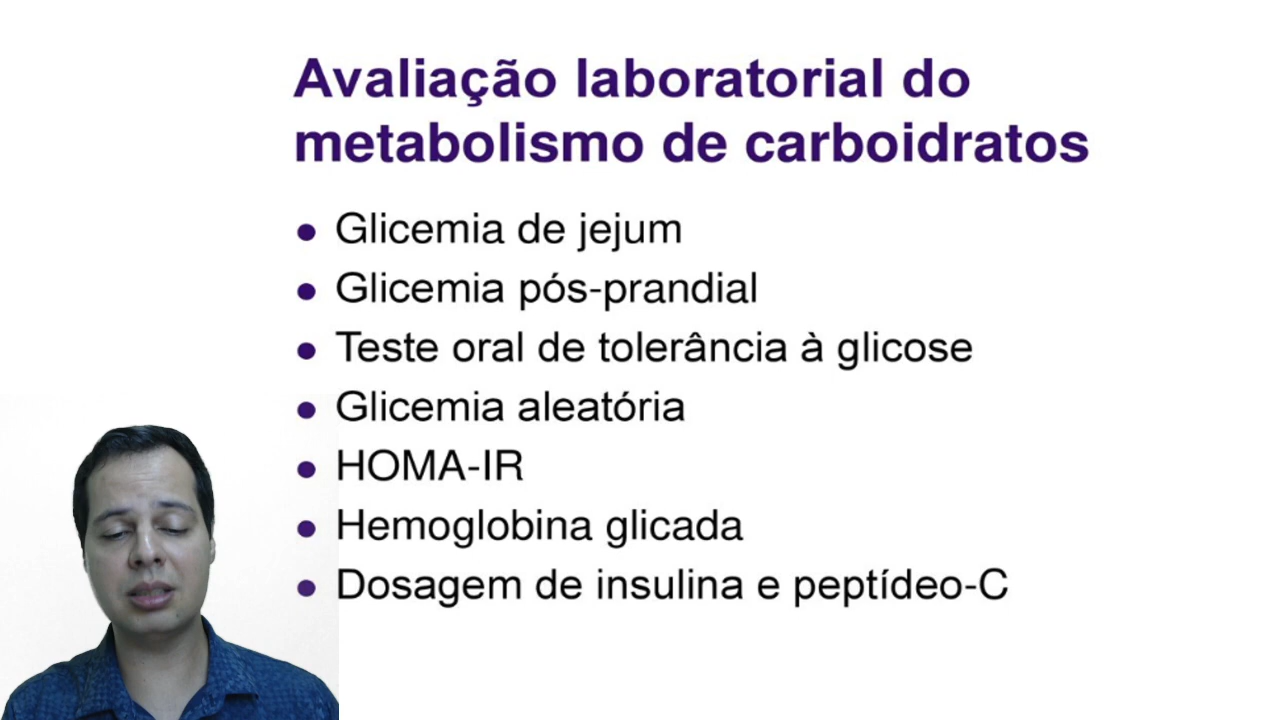 Avaliação laboratorial do
metabolismo de carboidratos
• Glicemia de jejum
• Glicemia pós-prandial
• Teste oral de tolerância à glicose
• Glicemia aleatória
• HOMA-IR
• Hemoglobina glicada
• Dosagem de insulina e peptídeo-C